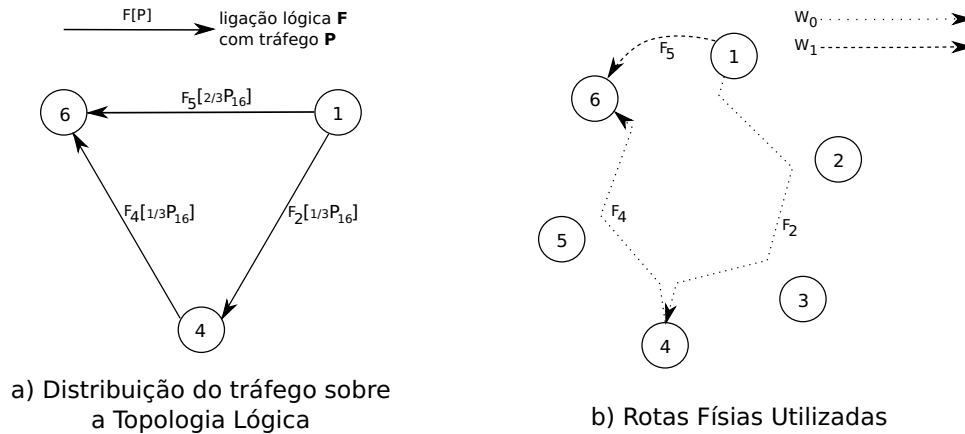 F[P]
ligação lógica F
com tráfego P
6
F5[2/3P16]
1
F4[1/3P16]
F2[1/3P16]
4
a) Distribuição do tráfego sobre
a Topologia Lógica
W0
W1
F5
1
6
2
F4
F2
5
3
4
b) Rotas Físias Utilizadas